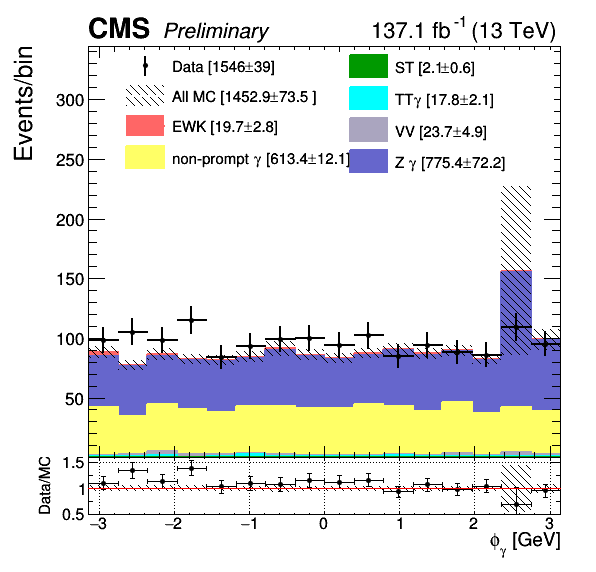 CMS Preliminary 137.1 fb⁻¹ (13 TeV)
Events/bin
Data [1546±39]
All MC [1452.9±73.5 ]
EWK [19.7±2.8]
non-prompt γ [613.4±12.1]
ST [2.1±0.6]
TTγ [17.8±2.1]
VV [23.7±4.9]
Z γ [775.4±72.2]
300
250
200
150
100
50
Data/MC
1.5
1
0.5
−3 −2 −1 0 1 2 3
ϕγ [GeV]